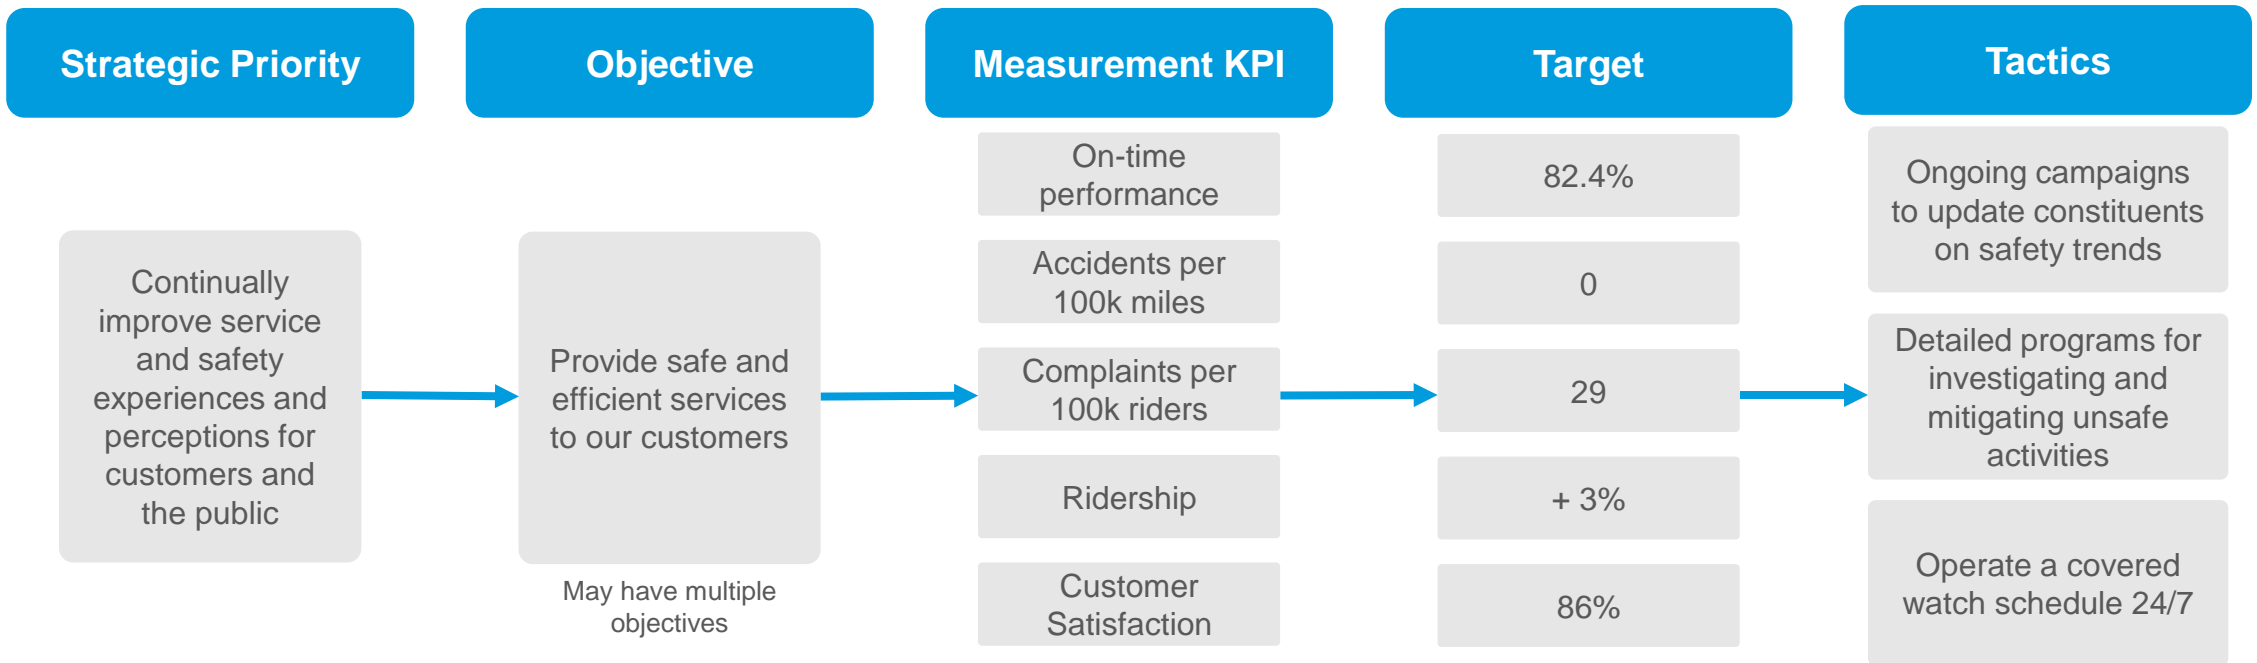 Strategic Priority
Objective
Measurement KPI
Target
Tactics
Continually
improve service
and safety
experiences and
perceptions for
customers and
the public
Provide safe and
efficient services
to our customers
May have multiple
objectives
On-time
performance
Accidents per
100k miles
Complaints per
100k riders
Ridership
Customer
Satisfaction
82.4%
0
29
+ 3%
86%
Ongoing campaigns
to update constituents
on safety trends
Detailed programs for
investigating and
mitigating unsafe
activities
Operate a covered
watch schedule 24/7